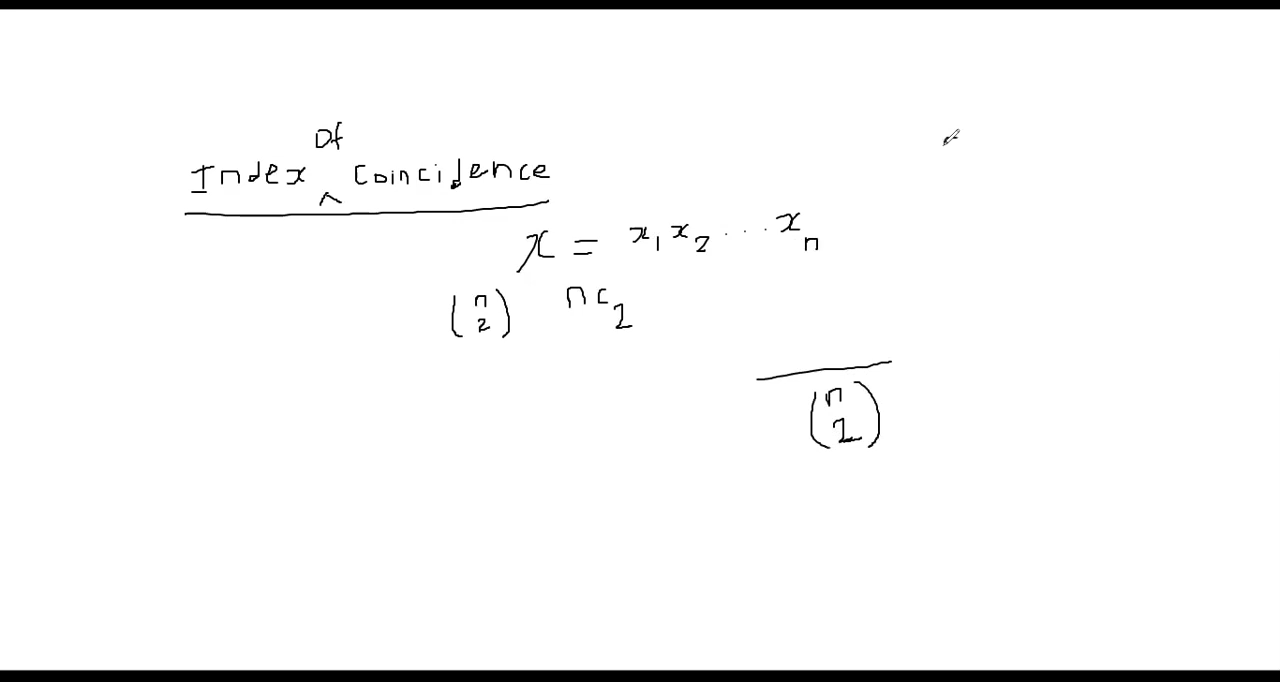 Of
Index ^ Coincidence
x = x₁ x₂ ... xₙ
(n 2) nC₂
(n 2)